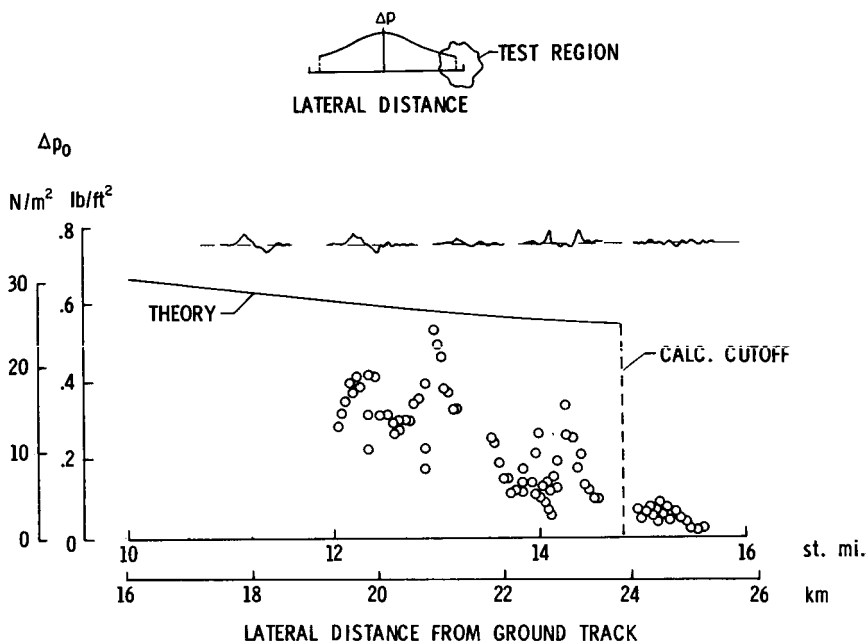 Δp
TEST REGION
LATERAL DISTANCE
Δp₀
N/m² lb/ft²
.8
30
.6
THEORY
CALC. CUTOFF
20
.4
10
.2
0 0
10 12 14 16 st. mi.
16 18 20 22 24 26 km
LATERAL DISTANCE FROM GROUND TRACK